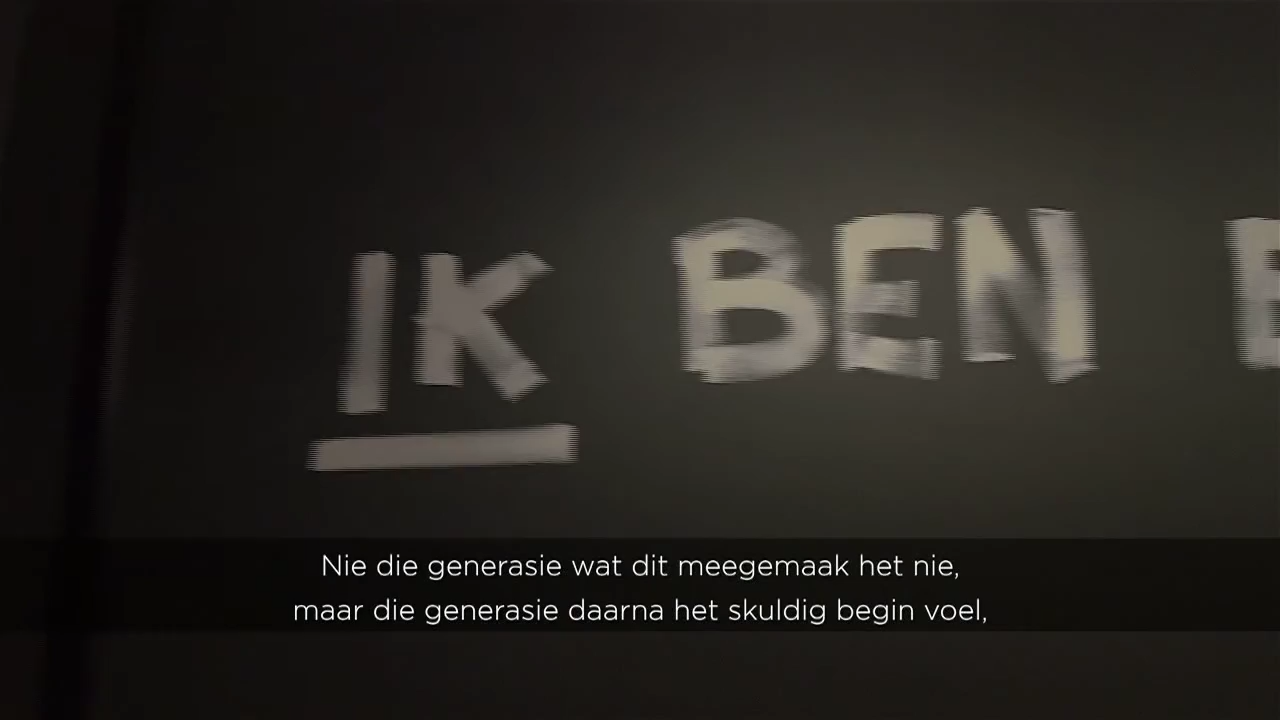 IK BEN
Nie die generasie wat dit meegemaak het nie,
maar die generasie daarna het skuldig begin voel,